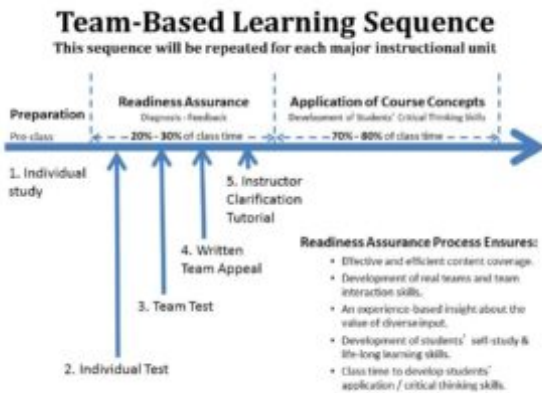 Team-Based Learning Sequence
This sequence will be repeated for each major instructional unit
Preparation
Pre-class
Readiness Assurance
Diagnosis - Feedback
20% - 30% of class time
Application of Course Concepts
Development of Students' Critical Thinking Skills
70% - 80% of class time
1. Individual
study
2. Individual Test
3. Team Test
4. Written
Team Appeal
5. Instructor
Clarification
Tutorial
Readiness Assurance Process Ensures:
• Effective and efficient content coverage.
• Development of real teams and team
interaction skills.
• An experience-based insight about the
value of diverse input.
• Development of students' self-study &
life-long learning skills.
• Class time to develop students'
application / critical thinking skills.